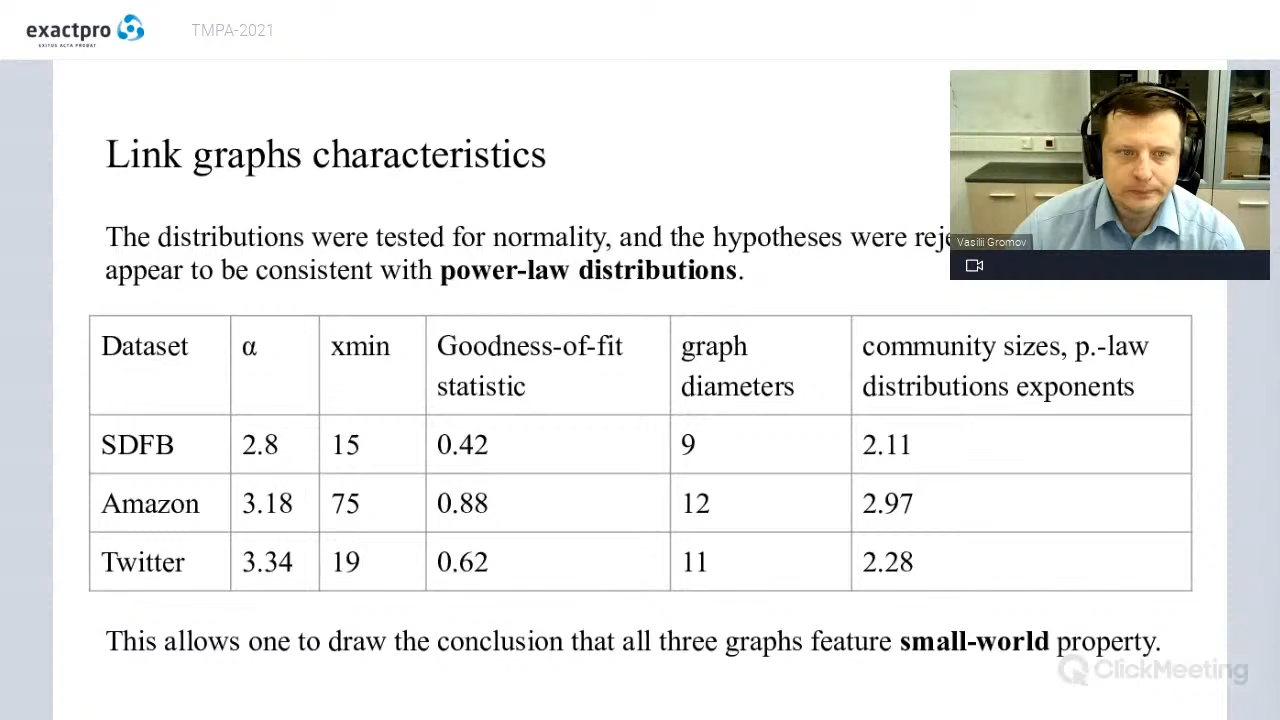 exactpro
EXITUS ACTA PROBAT
TMPA-2021
Link graphs characteristics
The distributions were tested for normality, and the hypotheses were
appear to be consistent with power-law distributions.
Vasilii Gromov
Dataset α xmin Goodness-of-fit statistic graph diameters community sizes, p.-law distributions exponents
SDFB 2.8 15 0.42 9 2.11
Amazon 3.18 75 0.88 12 2.97
Twitter 3.34 19 0.62 11 2.28
This allows one to draw the conclusion that all three graphs feature small-world property.
ClickMeeting